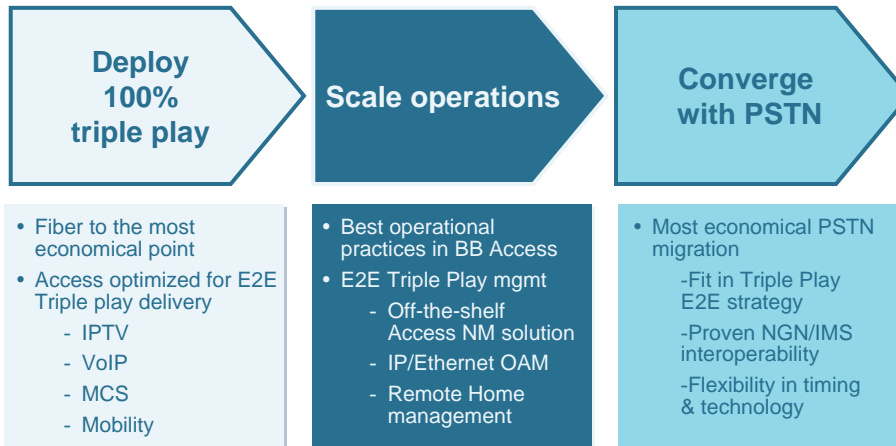 Deploy
100%
triple play
Scale operations
Converge
with PSTN
• Fiber to the most
economical point
• Access optimized for E2E
Triple play delivery
- IPTV
- VoIP
- MCS
- Mobility
• Best operational
practices in BB Access
• E2E Triple Play mgmt
- Off-the-shelf
Access NM solution
- IP/Ethernet OAM
- Remote Home
management
• Most economical PSTN
migration
-Fit in Triple Play
E2E strategy
-Proven NGN/IMS
interoperability
-Flexibility in timing
& technology